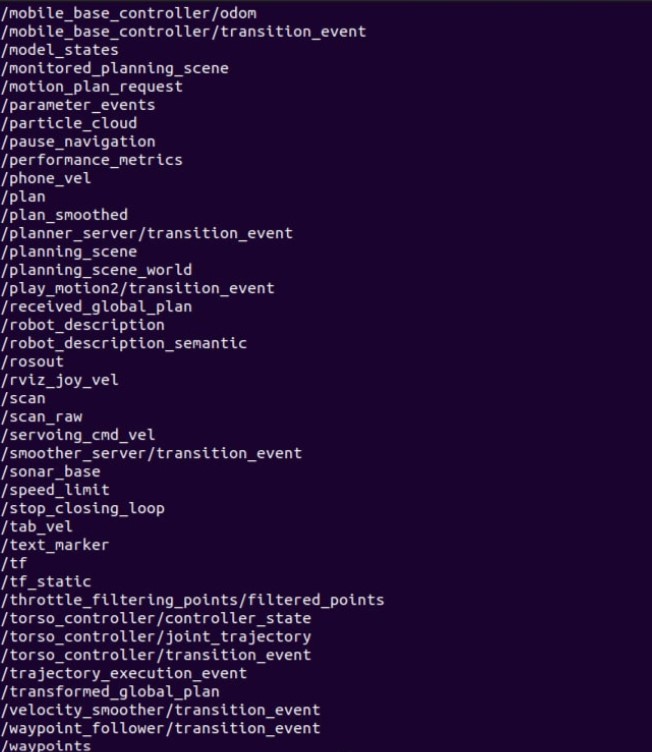 /mobile_base_controller/odom
/mobile_base_controller/transition_event
/model_states
/monitored_planning_scene
/motion_plan_request
/parameter_events
/particle_cloud
/pause_navigation
/performance_metrics
/phone_vel
/plan
/plan_smoothed
/planner_server/transition_event
/planning_scene
/planning_scene_world
/play_motion2/transition_event
/received_global_plan
/robot_description
/robot_description_semantic
/rosout
/rviz_joy_vel
/scan
/scan_raw
/servoing_cmd_vel
/smoother_server/transition_event
/sonar_base
/speed_limit
/stop_closing_loop
/tab_vel
/text_marker
/tf
/tf_static
/throttle_filtering_points/filtered_points
/torso_controller/controller_state
/torso_controller/joint_trajectory
/torso_controller/transition_event
/trajectory_execution_event
/transformed_global_plan
/velocity_smoother/transition_event
/waypoint_follower/transition_event
/waypoints